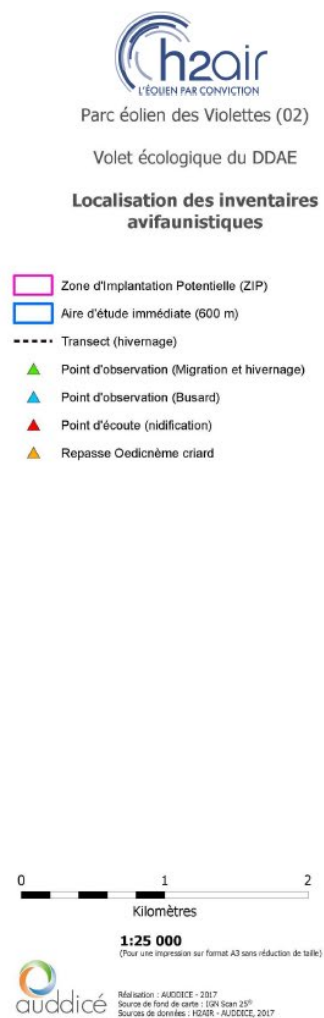 h2air
L'ÉOLIEN PAR CONVICTION
Parc éolien des Violettes (02)
Volet écologique du DDAE
Localisation des inventaires
avifaunistiques
Zone d'Implantation Potentielle (ZIP)
Aire d'étude immédiate (600 m)
Transect (hivernage)
Point d'observation (Migration et hivernage)
Point d'observation (Busard)
Point d'écoute (nidification)
Repasse Oedicnème criard
0 1 2
Kilomètres
1:25 000
(Pour une impression sur format A3 sans réduction de taille)
auddicé
Réalisation : AUDDICE - 2017
Source de fond de carte : IGN Scan 25®
Sources de données : H2AIR - AUDDICE, 2017